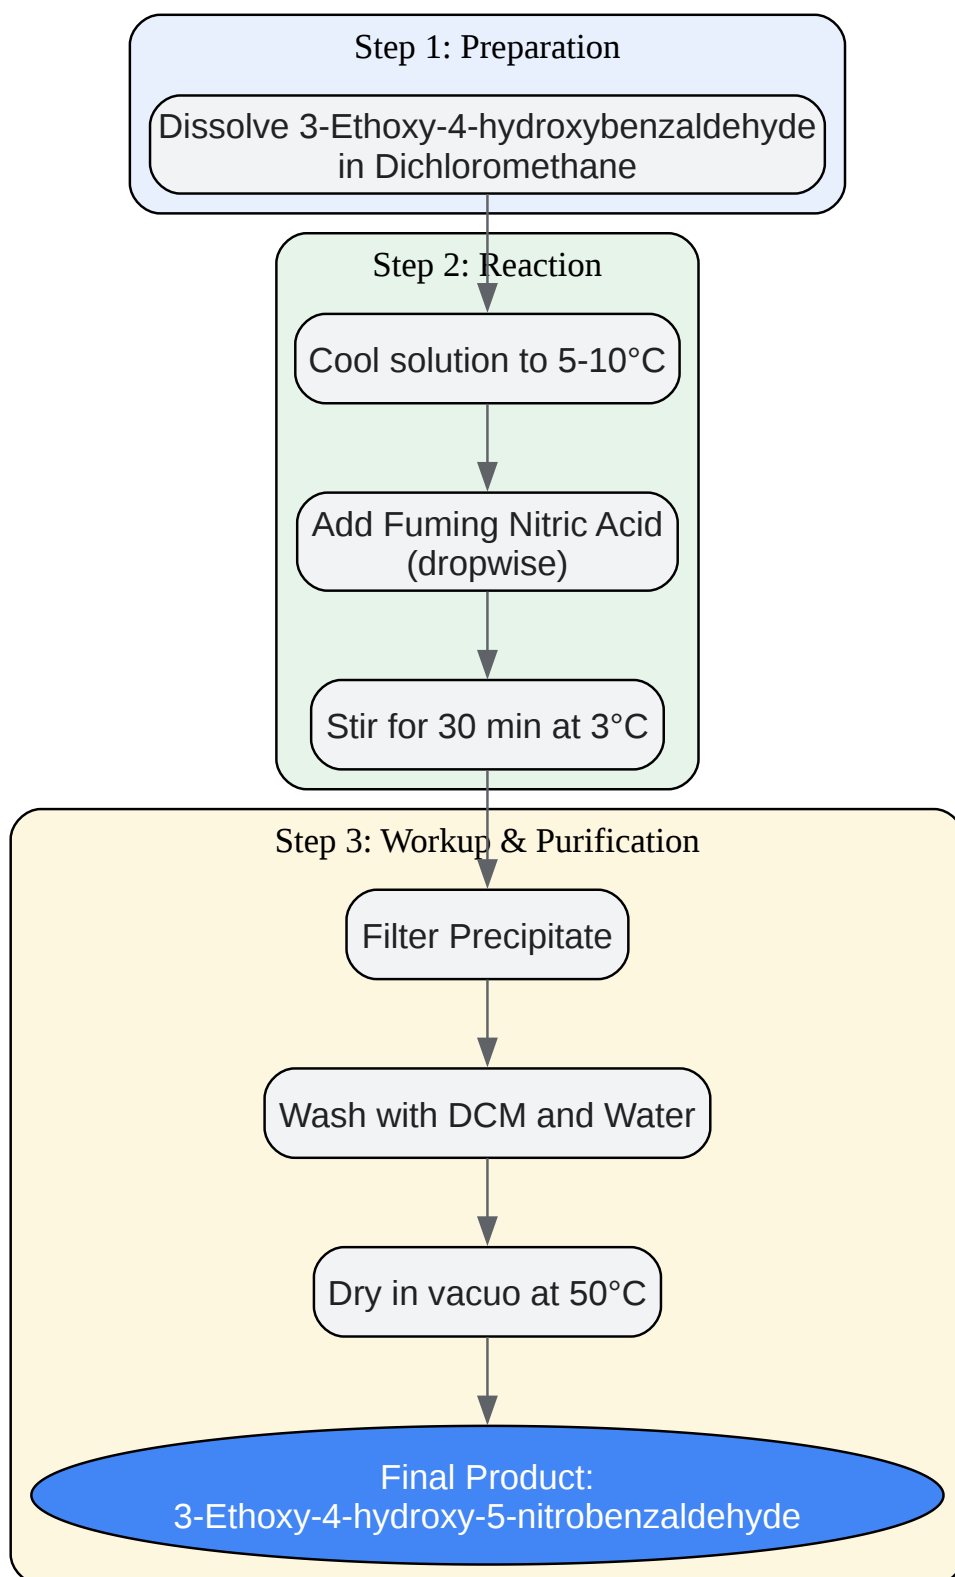 Step 1: Preparation
Dissolve 3-Ethoxy-4-hydroxybenzaldehyde
in Dichloromethane
Step 2: Reaction
Cool solution to 5-10°C
Add Fuming Nitric Acid
(dropwise)
Stir for 30 min at 3°C
Step 3: Workup & Purification
Filter Precipitate
Wash with DCM and Water
Dry in vacuo at 50°C
Final Product:
3-Ethoxy-4-hydroxy-5-nitrobenzaldehyde